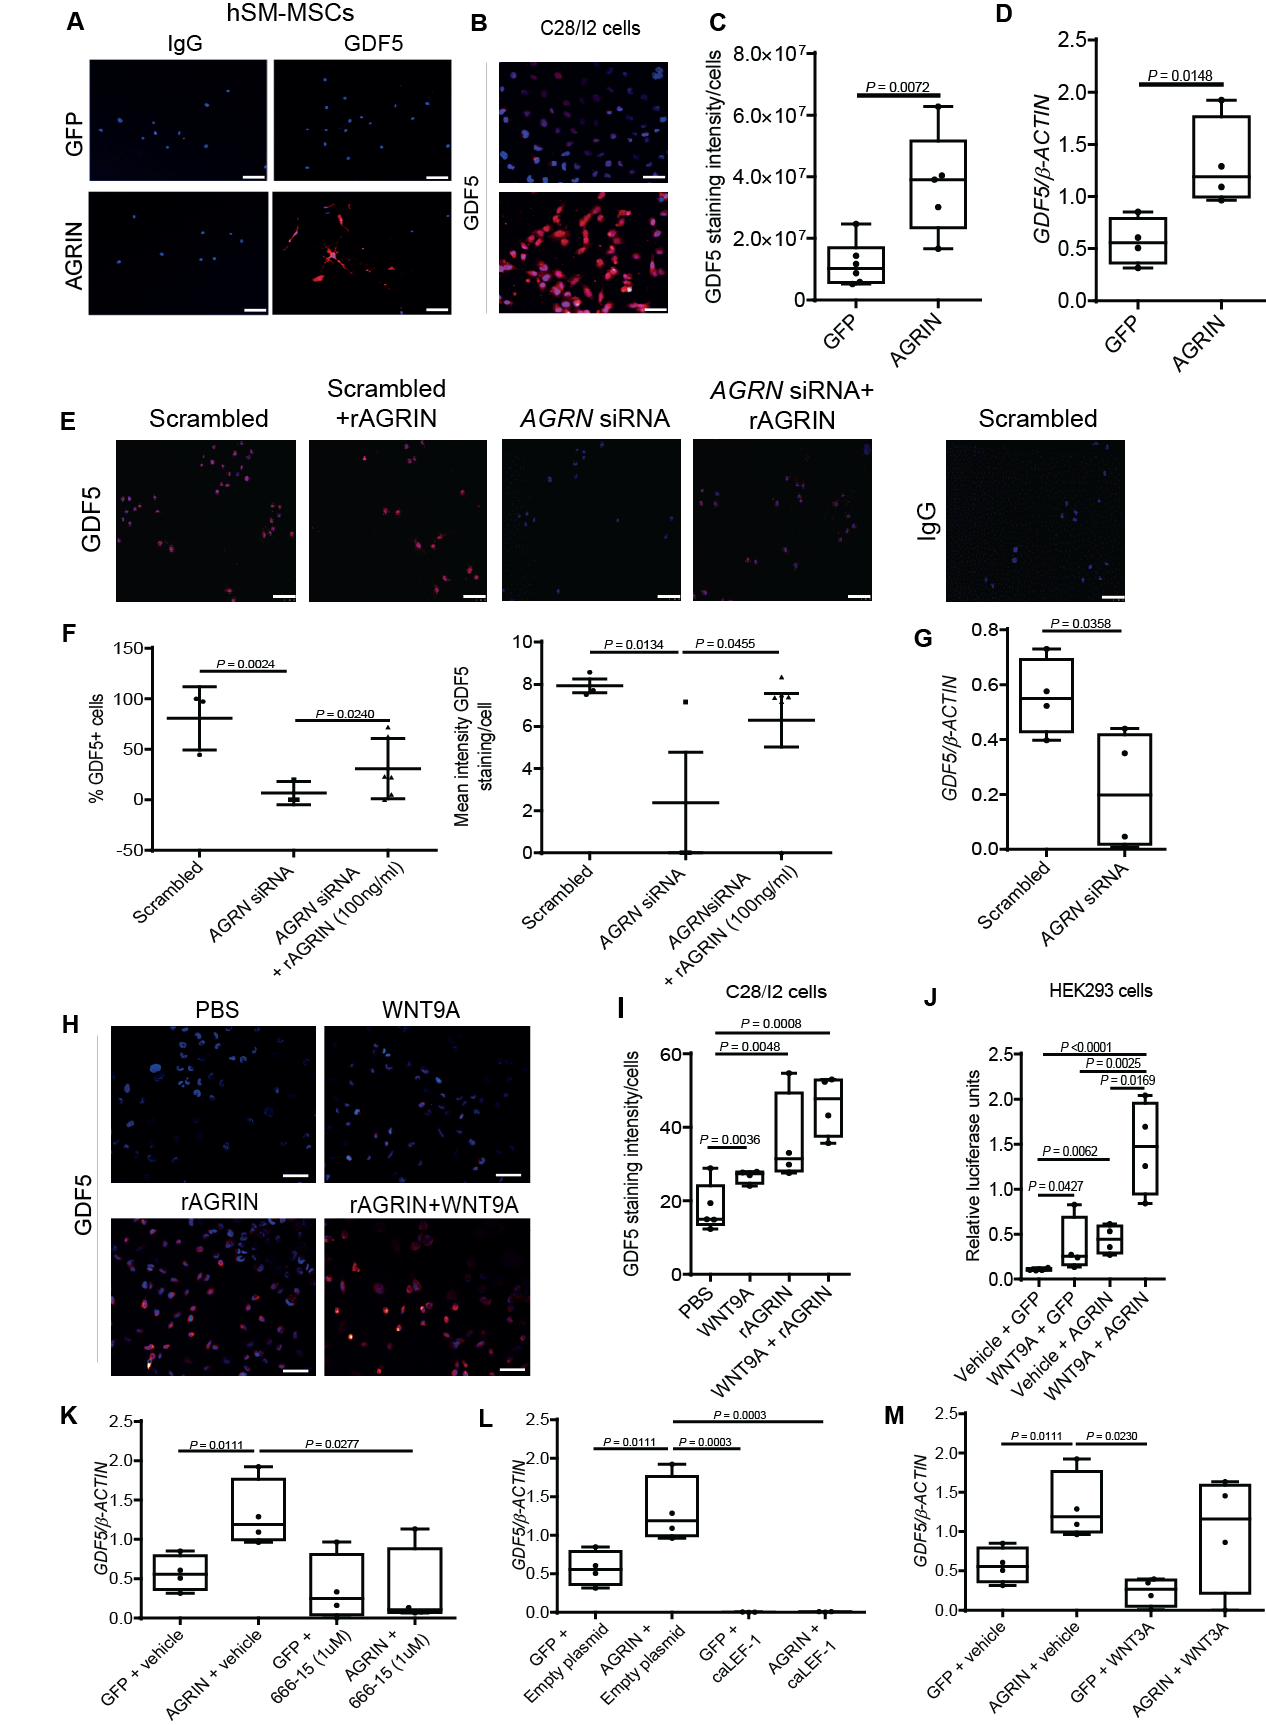 A
hSM-MSCs
IgG
GDF5
GFP
AGRIN
B
C28/I2 cells
GDF5
C
GDF5 staining intensity/cells
8.0×10⁷
6.0×10⁷
4.0×10⁷
2.0×10⁷
0
P = 0.0072
GFP
AGRIN
D
GDF5/β-ACTIN
2.5
2.0
1.5
1.0
0.5
0.0
P = 0.0148
GFP
AGRIN
E
Scrambled
Scrambled
+rAGRIN
AGRN siRNA
AGRN siRNA+
rAGRIN
Scrambled
GDF5
IgG
F
% GDF5+ cells
150
100
50
0
-50
P = 0.0024
P = 0.0240
Scrambled
AGRN siRNA
AGRN siRNA
+ rAGRIN (100ng/ml)
Mean intensity GDF5
staining/cell
10
8
6
4
2
0
P = 0.0134
P = 0.0455
Scrambled
AGRN siRNA
AGRNsiRNA
+ rAGRIN (100ng/ml)
G
GDF5/β-ACTIN
0.8
0.6
0.4
0.2
0.0
P = 0.0358
Scrambled
AGRN siRNA
H
PBS
WNT9A
GDF5
rAGRIN
rAGRIN+WNT9A
I
C28/I2 cells
GDF5 staining intensity/cells
60
40
20
0
P = 0.0008
P = 0.0048
P = 0.0036
PBS
WNT9A
rAGRIN
WNT9A + rAGRIN
J
HEK293 cells
Relative luciferase units
2.5
2.0
1.5
1.0
0.5
0.0
P <0.0001
P = 0.0025
P = 0.0169
P = 0.0062
P = 0.0427
Vehicle + GFP
WNT9A + GFP
Vehicle + AGRIN
WNT9A + AGRIN
K
GDF5/β-ACTIN
2.5
2.0
1.5
1.0
0.5
0.0
P = 0.0111
P = 0.0277
GFP + vehicle
AGRIN + vehicle
GFP +
666-15 (1uM)
AGRIN +
666-15 (1uM)
L
GDF5/β-ACTIN
2.5
2.0
1.5
1.0
0.5
0.0
P = 0.0003
P = 0.0111
P = 0.0003
GFP +
Empty plasmid
AGRIN +
Empty plasmid
GFP +
caLEF-1
AGRIN +
caLEF-1
M
GDF5/β-ACTIN
2.5
2.0
1.5
1.0
0.5
0.0
P = 0.0111
P = 0.0230
GFP + vehicle
AGRIN + vehicle
GFP + WNT3A
AGRIN + WNT3A